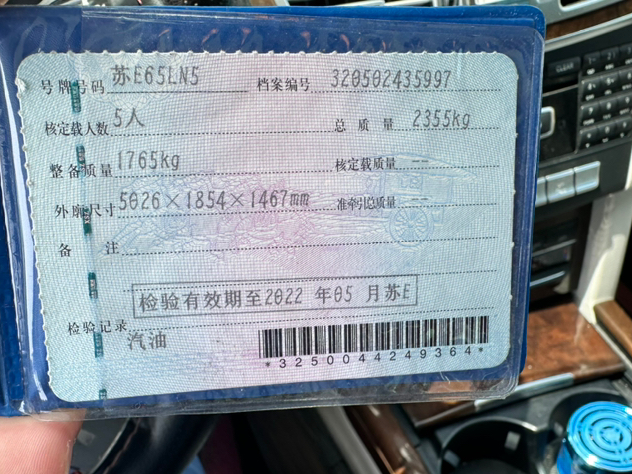 号牌号码 苏E65LN5 档案编号 320502435997
核定载人数 5人 总质量 2355kg
整备质量 1765kg 核定载质量 --
外廓尺寸 5026×1854×1467mm 准牵引总质量 --
备注
检验有效期至2022年05月苏E
检验记录
汽油
*3250044249364*